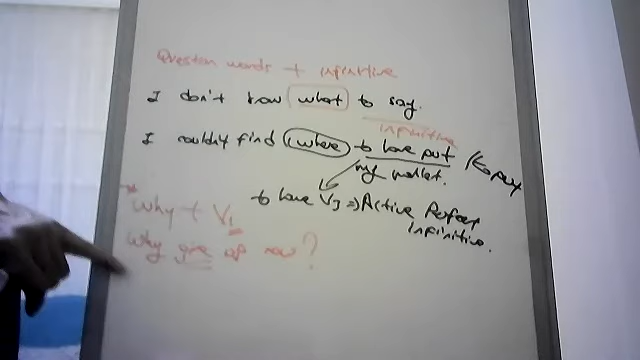 Question words + infinitive
I don't know what to say.
infinitive
I couldn't find where to have put / to put
my wallet.
to have V3 => Active Perfect
infinitive.
* Why + V1
Why give up now?